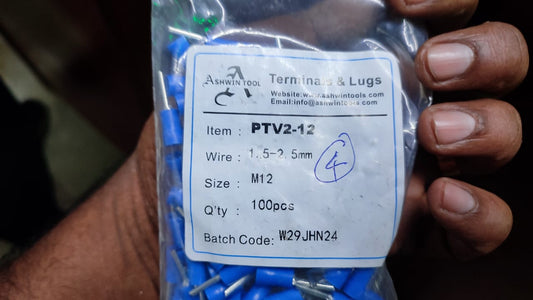 ASHWIN TOOL
Terminals & Lugs
Website:www.ashwintools.com
Email:info@ashwintools.com
Item : PTV2-12
Wire : 1.5-2.5mm
Size : M12
Q'ty : 100pcs
Batch Code: W29JHN24
4